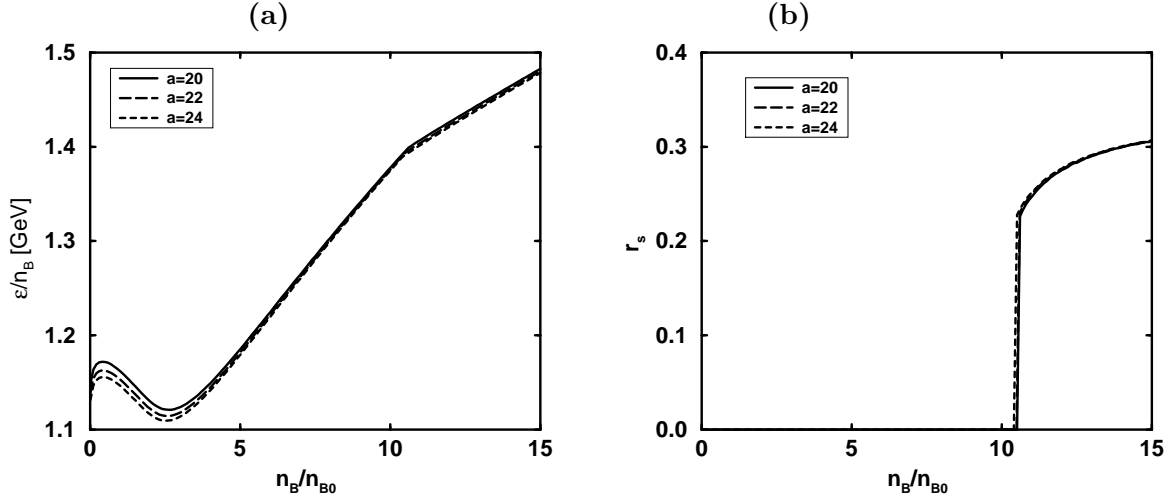 (a)
1.5
1.4
1.3
1.2
1.1
ε/n_B [GeV]
a=20
a=22
a=24
0 5 10 15
n_B/n_B0
(b)
0.4
0.3
0.2
0.1
0.0
r_s
a=20
a=22
a=24
0 5 10 15
n_B/n_B0